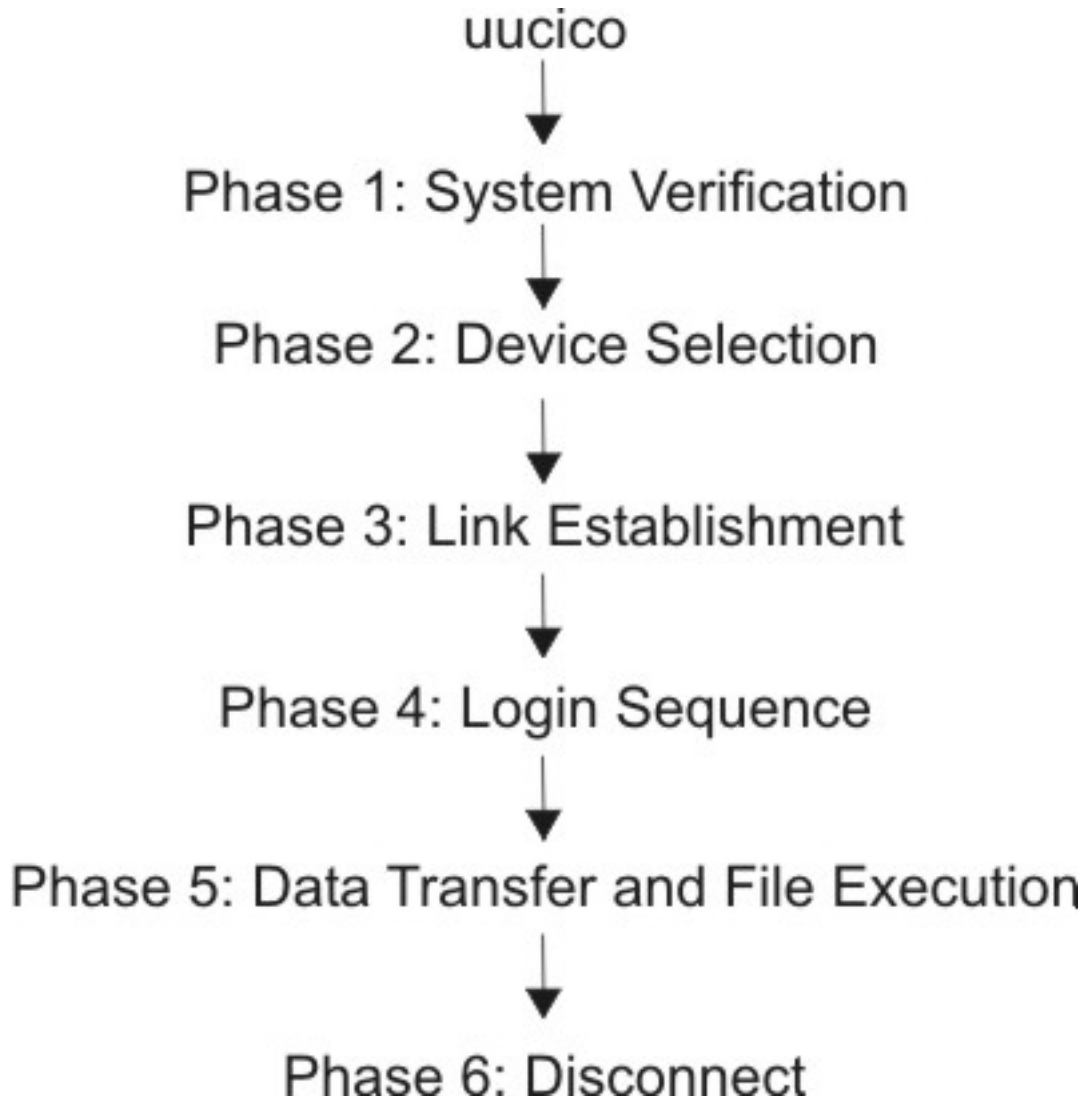 uucico
Phase 1: System Verification
Phase 2: Device Selection
Phase 3: Link Establishment
Phase 4: Login Sequence
Phase 5: Data Transfer and File Execution
Phase 6: Disconnect